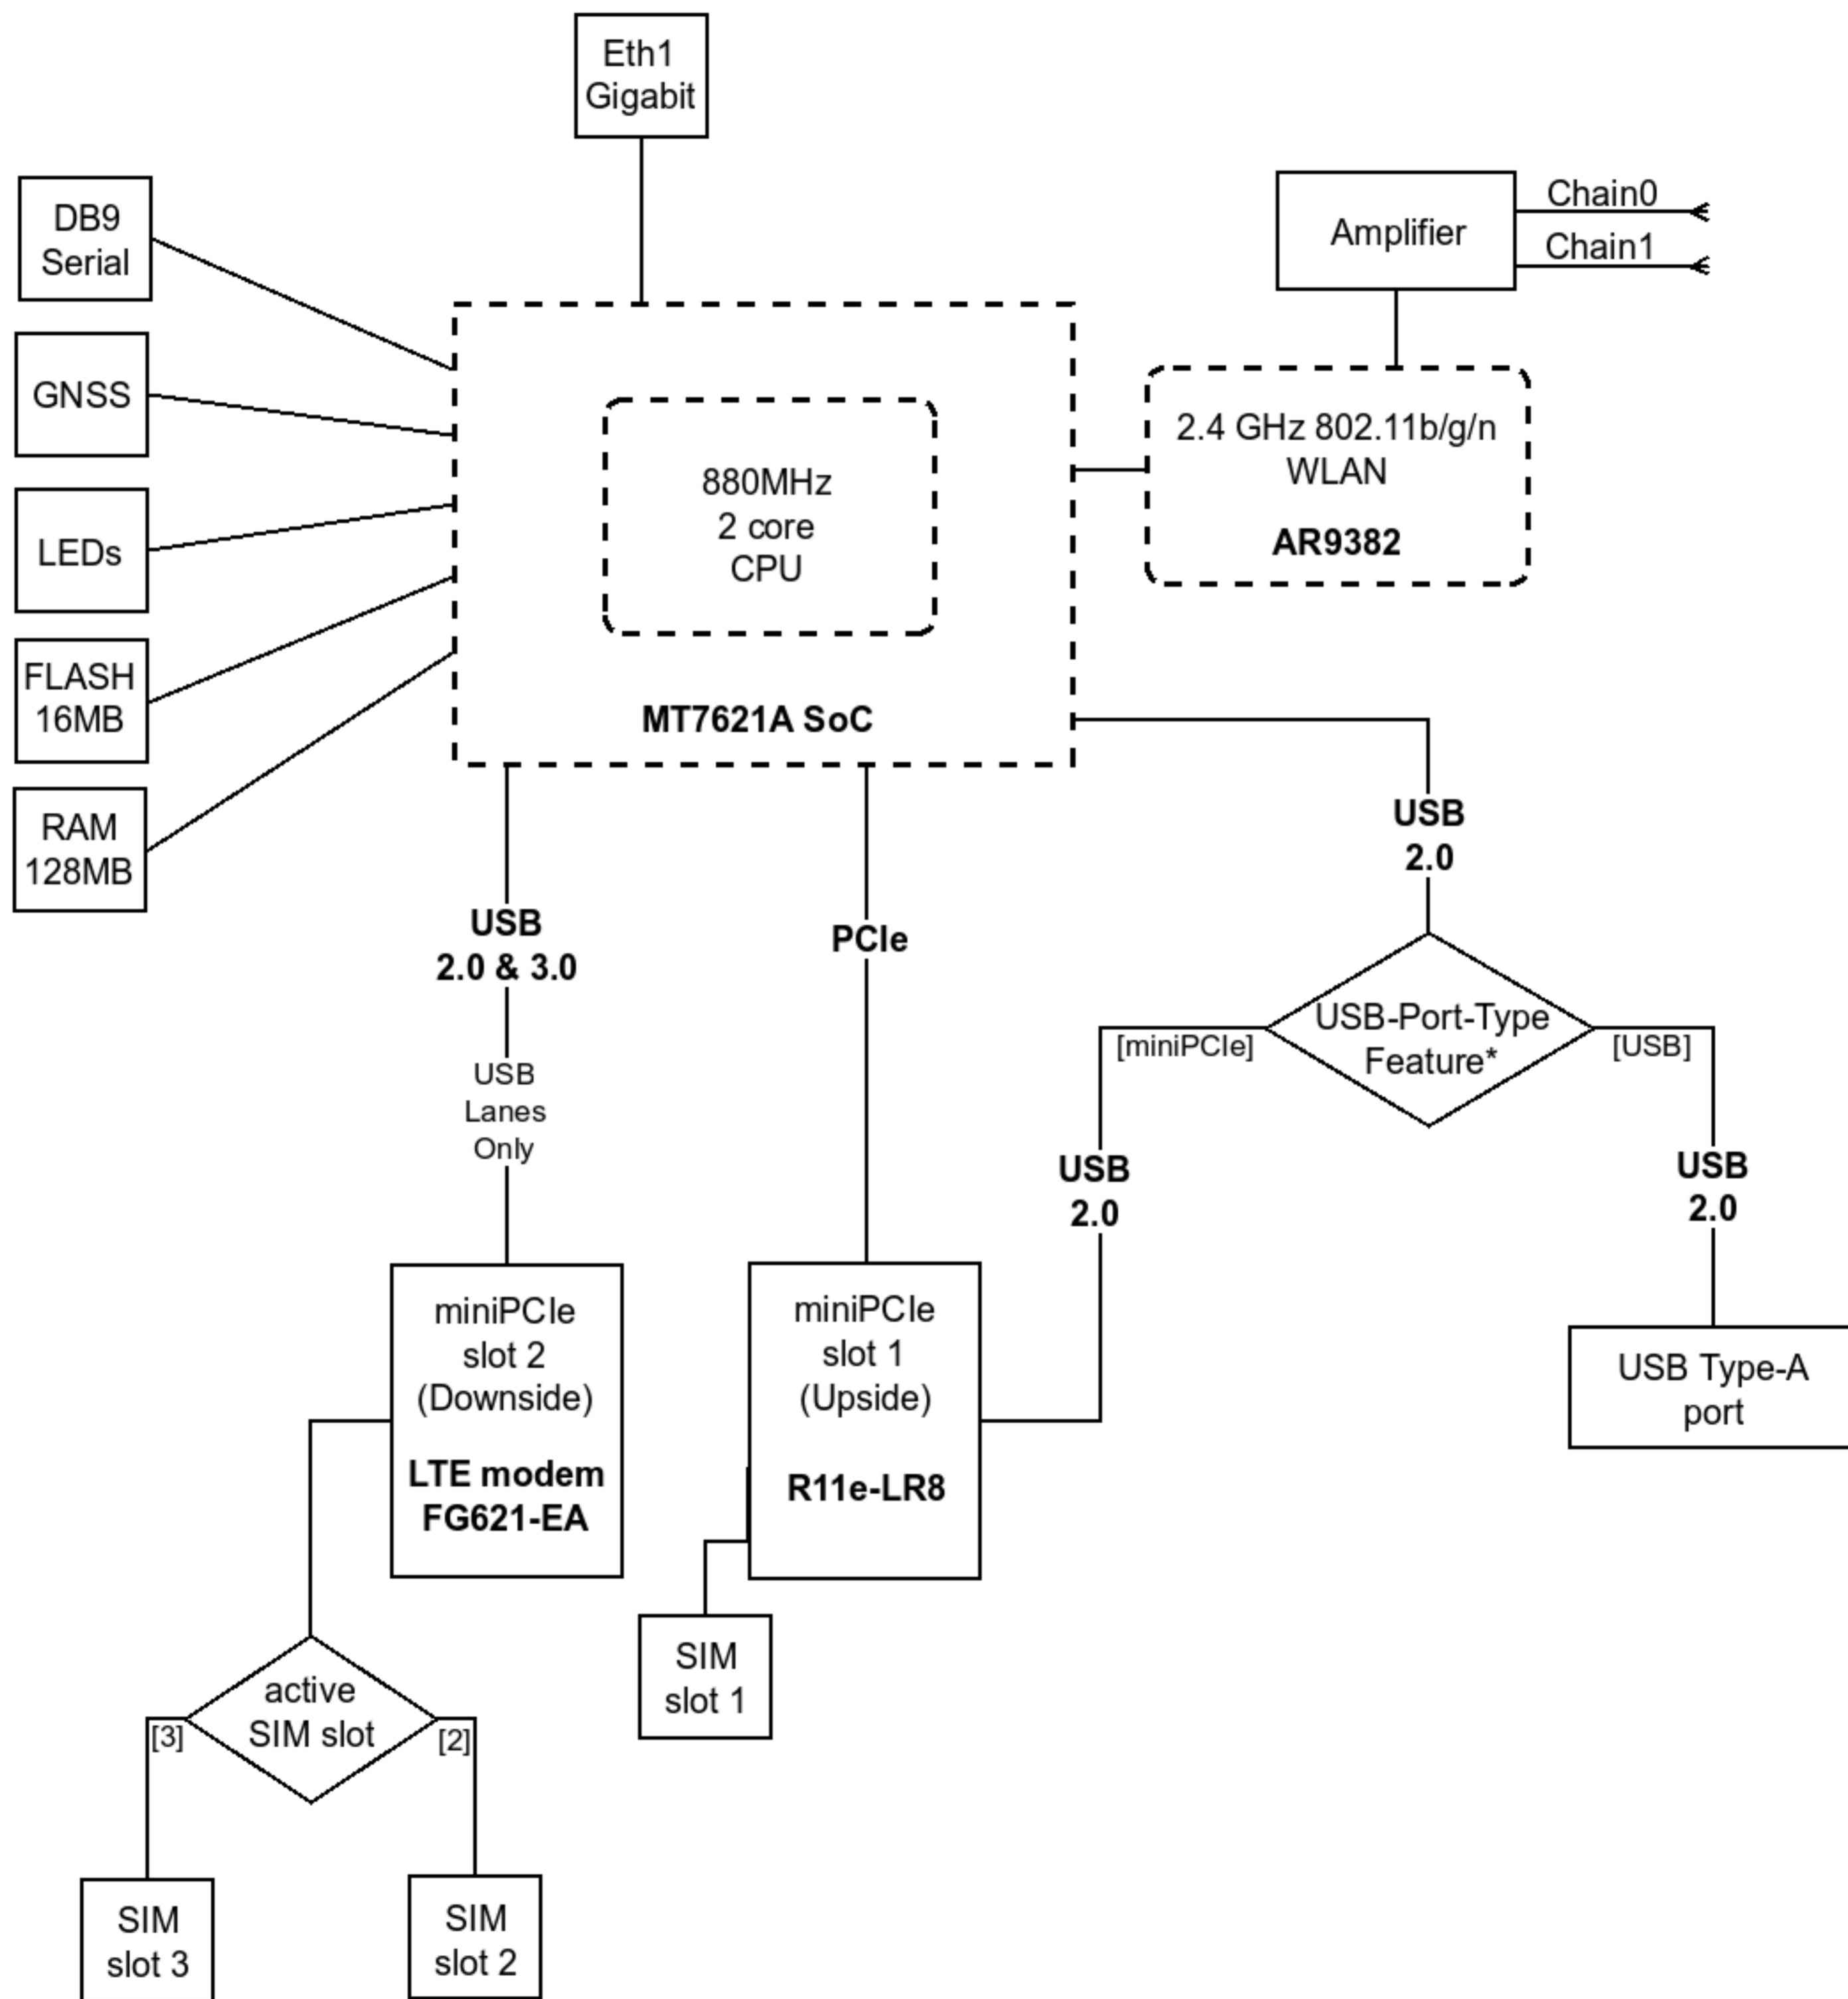 Eth1
Gigabit
DB9
Serial
Amplifier
Chain0
Chain1
GNSS
880MHz
2 core
CPU
2.4 GHz 802.11b/g/n
WLAN
AR9382
LEDs
FLASH
16MB
MT7621A SoC
RAM
128MB
USB
2.0 & 3.0
USB
Lanes
Only
PCIe
USB
2.0
USB-Port-Type
Feature*
[miniPCIe]
[USB]
USB
2.0
USB
2.0
miniPCIe
slot 2
(Downside)
LTE modem
FG621-EA
miniPCIe
slot 1
(Upside)
R11e-LR8
USB Type-A
port
SIM
slot 1
active
SIM slot
[3]
[2]
SIM
slot 3
SIM
slot 2